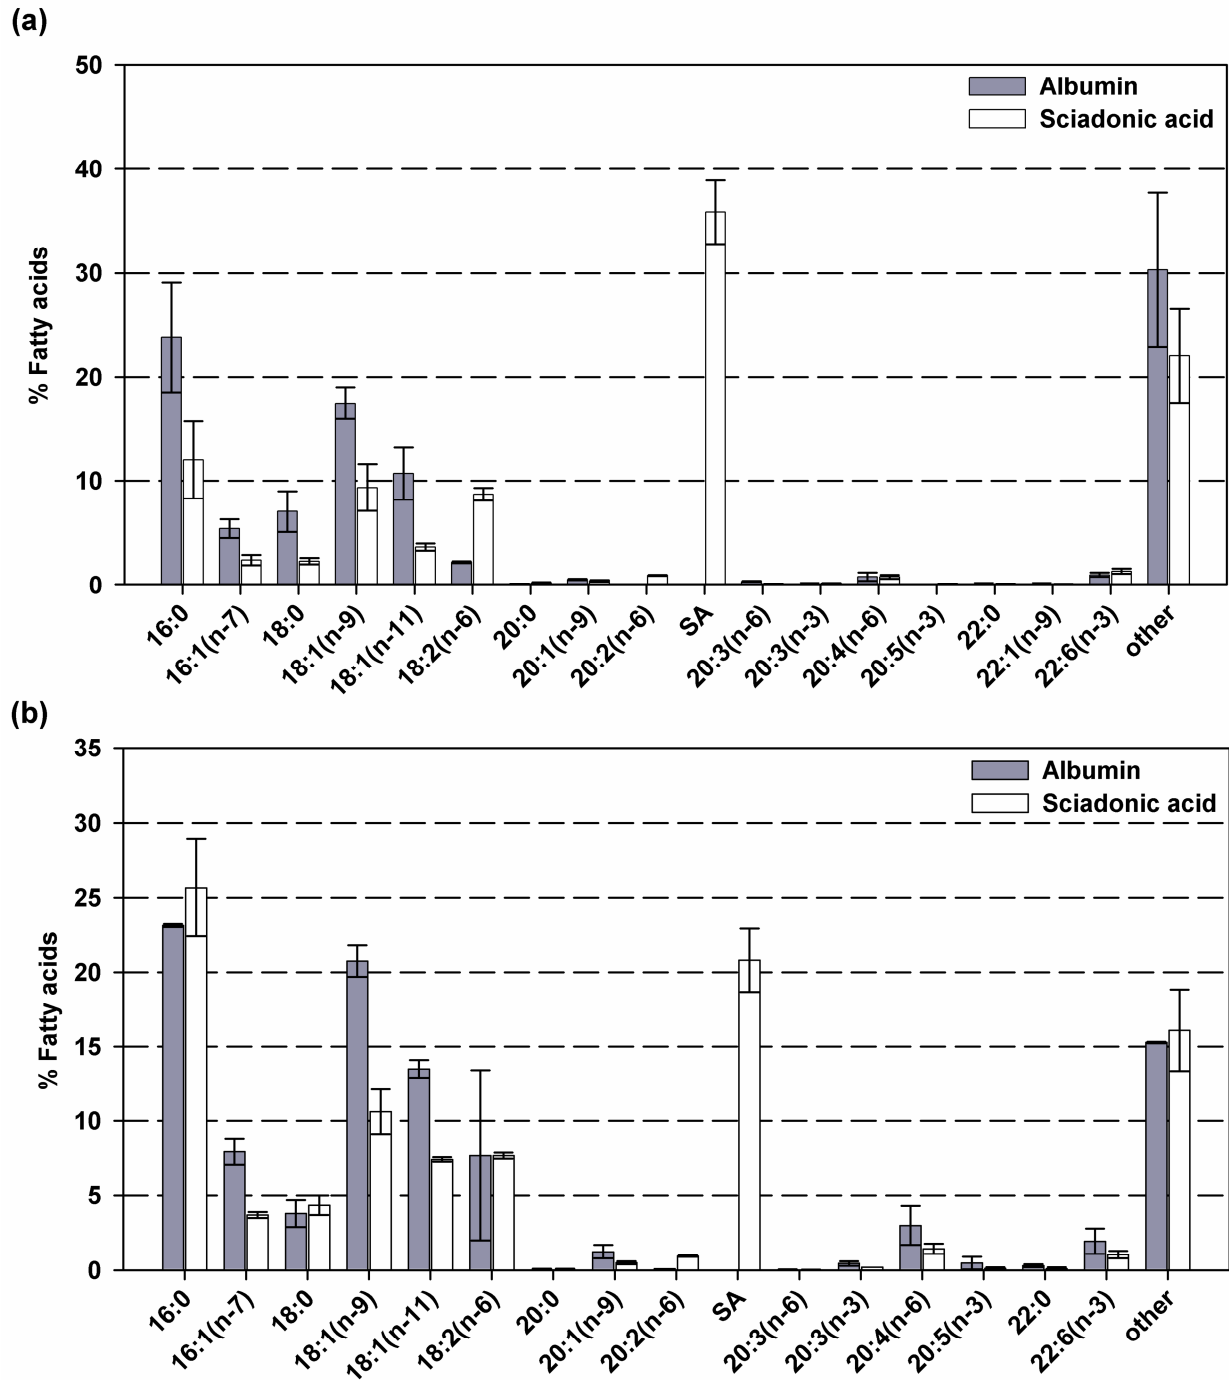 (a)
50
40
30
20
10
0
% Fatty acids
Albumin
Sciadonic acid
16:0
16:1(n-7)
18:0
18:1(n-9)
18:1(n-11)
18:2(n-6)
20:0
20:1(n-9)
20:2(n-6)
SA
20:3(n-6)
20:3(n-3)
20:4(n-6)
20:5(n-3)
22:0
22:1(n-9)
22:6(n-3)
other
(b)
35
30
25
20
15
10
5
0
% Fatty acids
Albumin
Sciadonic acid
16:0
16:1(n-7)
18:0
18:1(n-9)
18:1(n-11)
18:2(n-6)
20:0
20:1(n-9)
20:2(n-6)
SA
20:3(n-6)
20:3(n-3)
20:4(n-6)
20:5(n-3)
22:0
22:6(n-3)
other